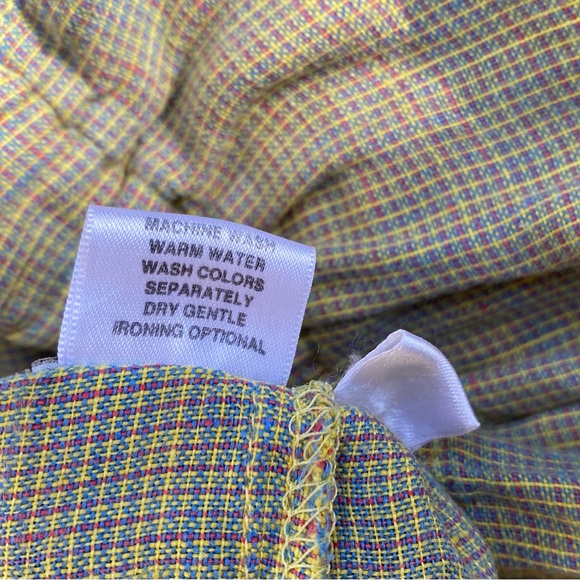 MACHINE WASH
WARM WATER
WASH COLORS
SEPARATELY
DRY GENTLE
IRONING OPTIONAL